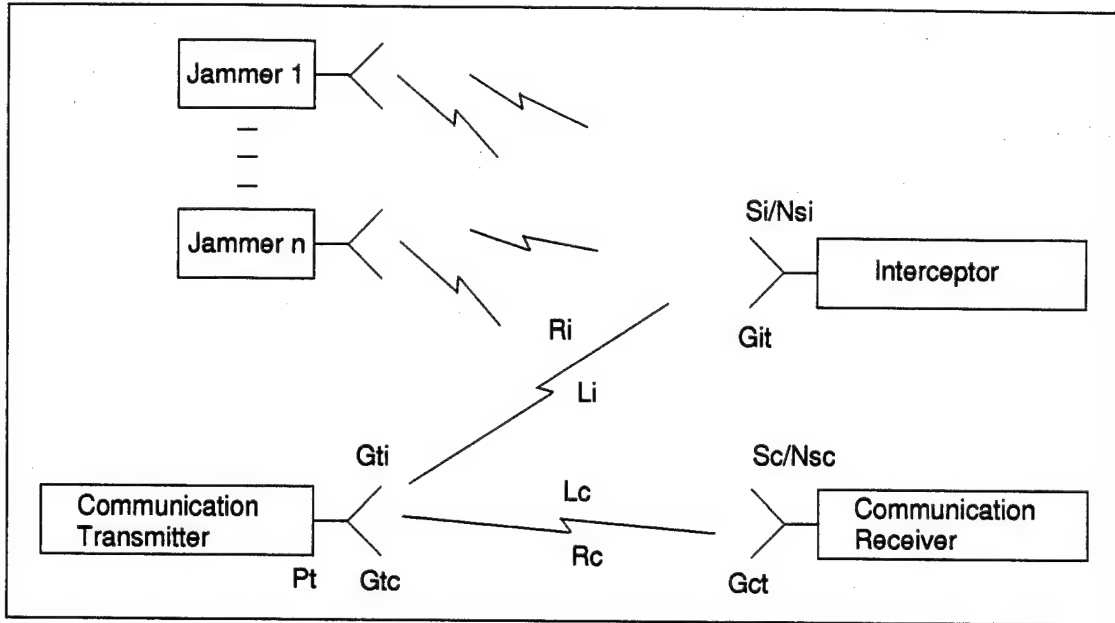 Jammer 1
Jammer n
Si/Nsi
Interceptor
Git
Ri
Li
Gti
Sc/Nsc
Communication
Transmitter
Lc
Communication
Receiver
Pt
Gtc
Rc
Gct